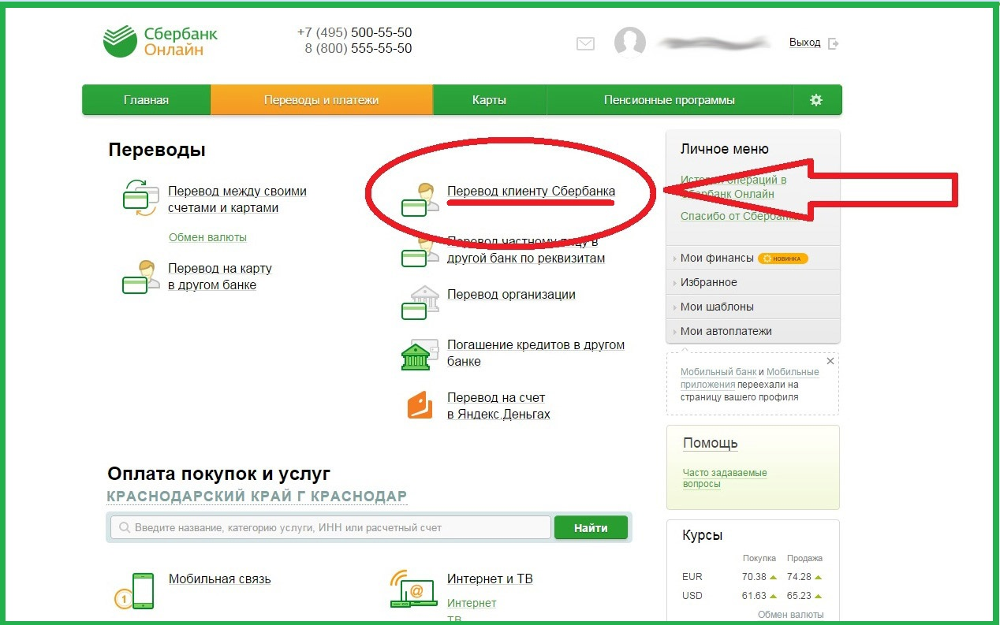 Сбербанк
Онлайн
+7 (495) 500-55-50
8 (800) 555-55-50
Выход
Главная
Переводы и платежи
Карты
Пенсионные программы
Переводы
Перевод между своими
счетами и картами
Обмен валюты
Перевод на карту
в другом банке
Перевод клиенту Сбербанка
Перевод частному лицу в
другой банк по реквизитам
Перевод организации
Погашение кредитов в другом
банке
Перевод на счет
в Яндекс.Деньгах
Личное меню
История операций в
Сбербанк Онлайн
Спасибо от Сбербанка
Мои финансы НОВИНКА
Избранное
Мои шаблоны
Мои автоплатежи
Мобильный банк и Мобильные
приложения переехали на
страницу вашего профиля
Помощь
Часто задаваемые
вопросы
Оплата покупок и услуг
КРАСНОДАРСКИЙ КРАЙ Г КРАСНОДАР
Введите название, категорию услуги, ИНН или расчетный счет
Найти
Мобильная связь
1
Интернет и ТВ
@
Интернет
ТВ
Курсы
Покупка Продажа
EUR 70.38 74.28
USD 61.63 65.23
Обмен валюты